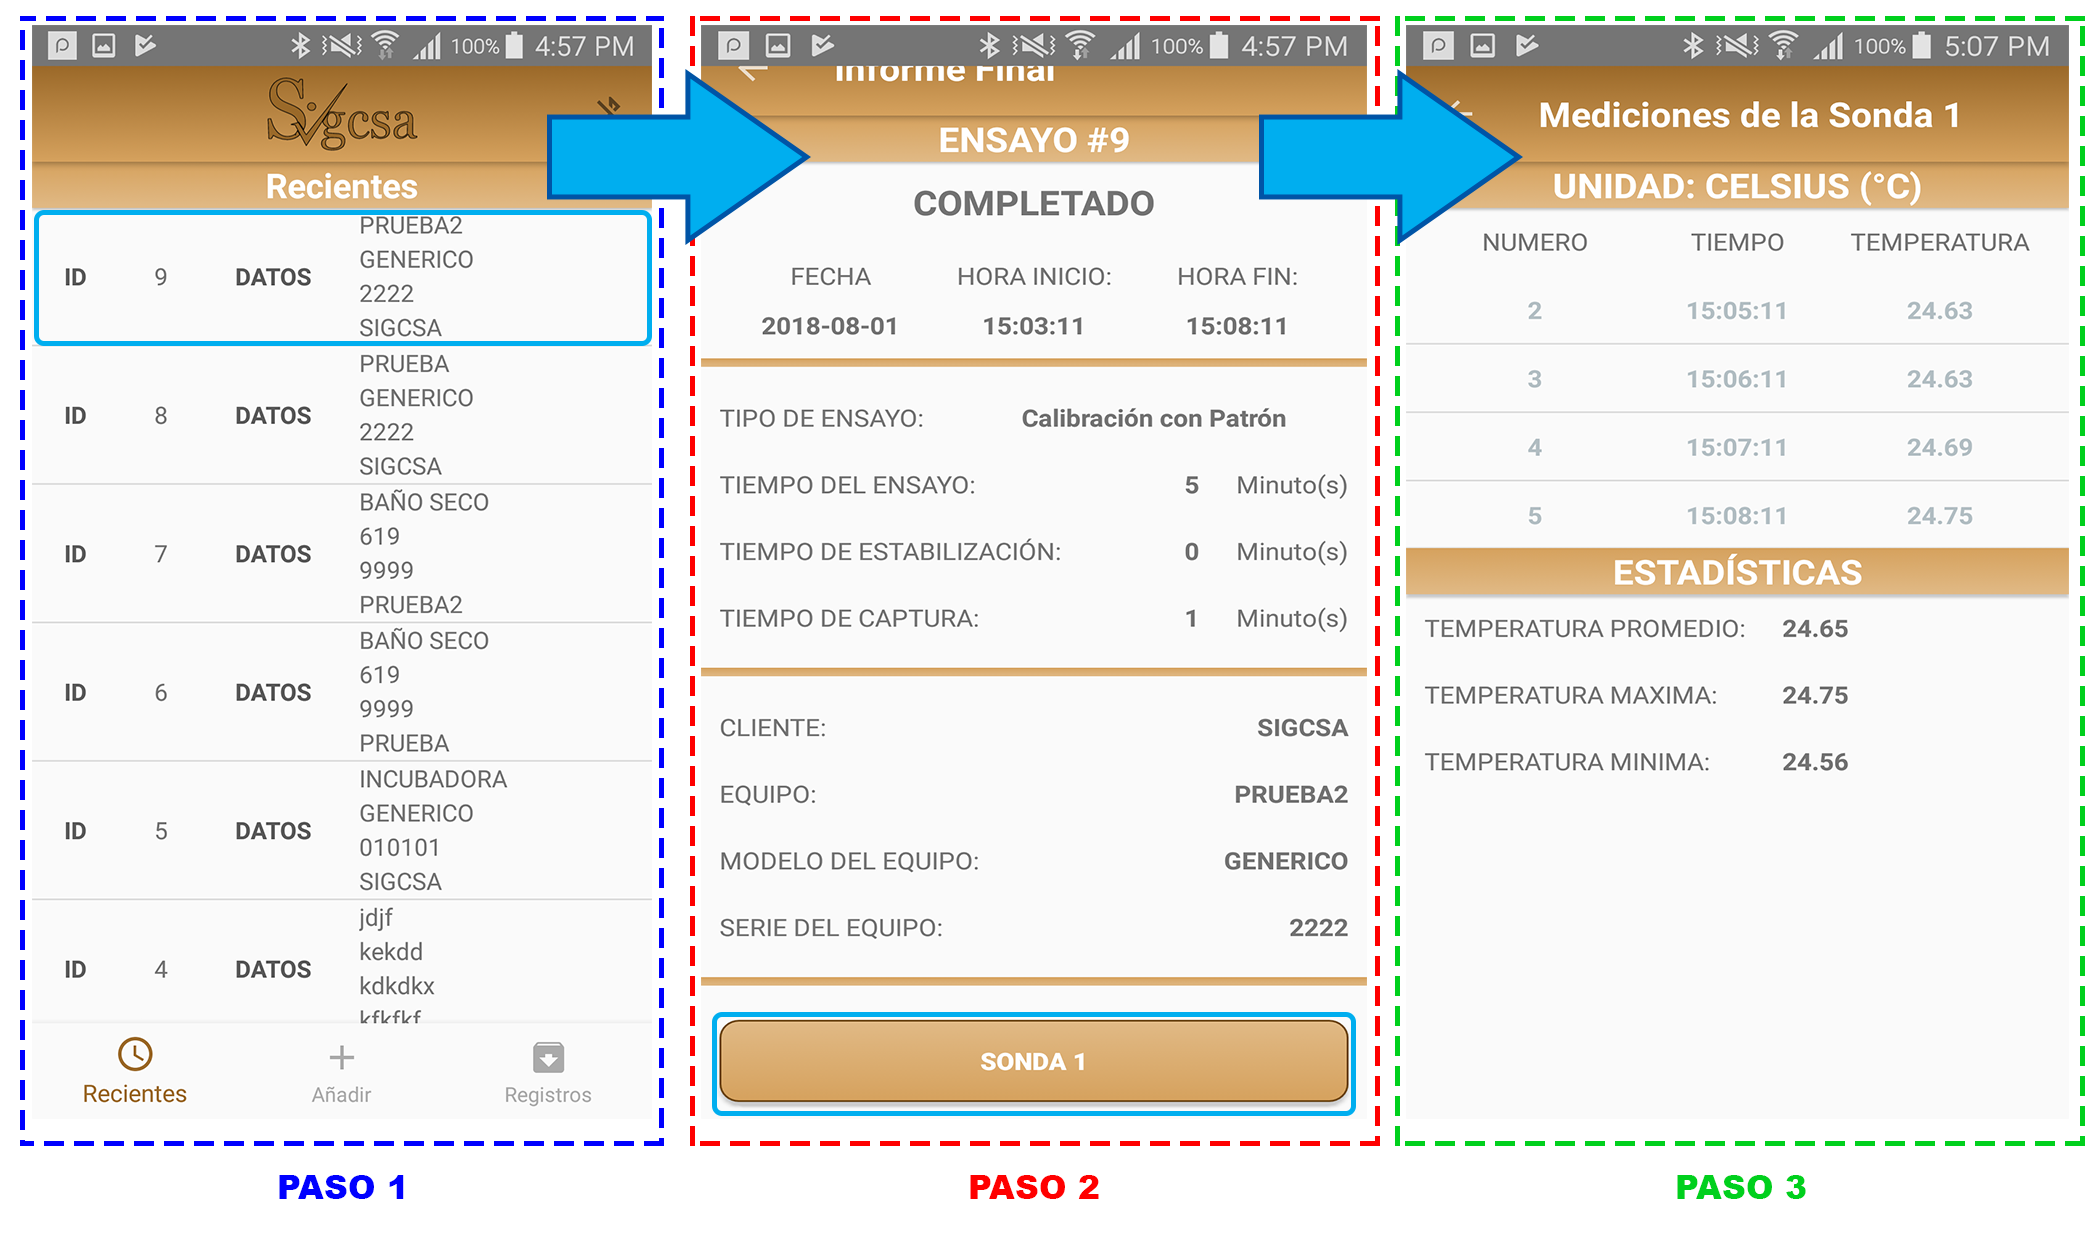 100% 4:57 PM
Sigcsa
Recientes
ID 9 DATOS
PRUEBA2
GENERICO
2222
SIGCSA
ID 8 DATOS
PRUEBA
GENERICO
2222
SIGCSA
ID 7 DATOS
BAÑO SECO
619
9999
PRUEBA2
ID 6 DATOS
BAÑO SECO
619
9999
PRUEBA
ID 5 DATOS
INCUBADORA
GENERICO
010101
SIGCSA
ID 4 DATOS
jdjf
kekdd
kdkdkx
kfkfkf
Recientes Añadir Registros
PASO 1
100% 4:57 PM
Informe Final
ENSAYO #9
COMPLETADO
FECHA HORA INICIO: HORA FIN:
2018-08-01 15:03:11 15:08:11
TIPO DE ENSAYO: Calibración con Patrón
TIEMPO DEL ENSAYO: 5 Minuto(s)
TIEMPO DE ESTABILIZACIÓN: 0 Minuto(s)
TIEMPO DE CAPTURA: 1 Minuto(s)
CLIENTE: SIGCSA
EQUIPO: PRUEBA2
MODELO DEL EQUIPO: GENERICO
SERIE DEL EQUIPO: 2222
SONDA 1
PASO 2
100% 5:07 PM
Mediciones de la Sonda 1
UNIDAD: CELSIUS (°C)
NUMERO TIEMPO TEMPERATURA
2 15:05:11 24.63
3 15:06:11 24.63
4 15:07:11 24.69
5 15:08:11 24.75
ESTADÍSTICAS
TEMPERATURA PROMEDIO: 24.65
TEMPERATURA MAXIMA: 24.75
TEMPERATURA MINIMA: 24.56
PASO 3